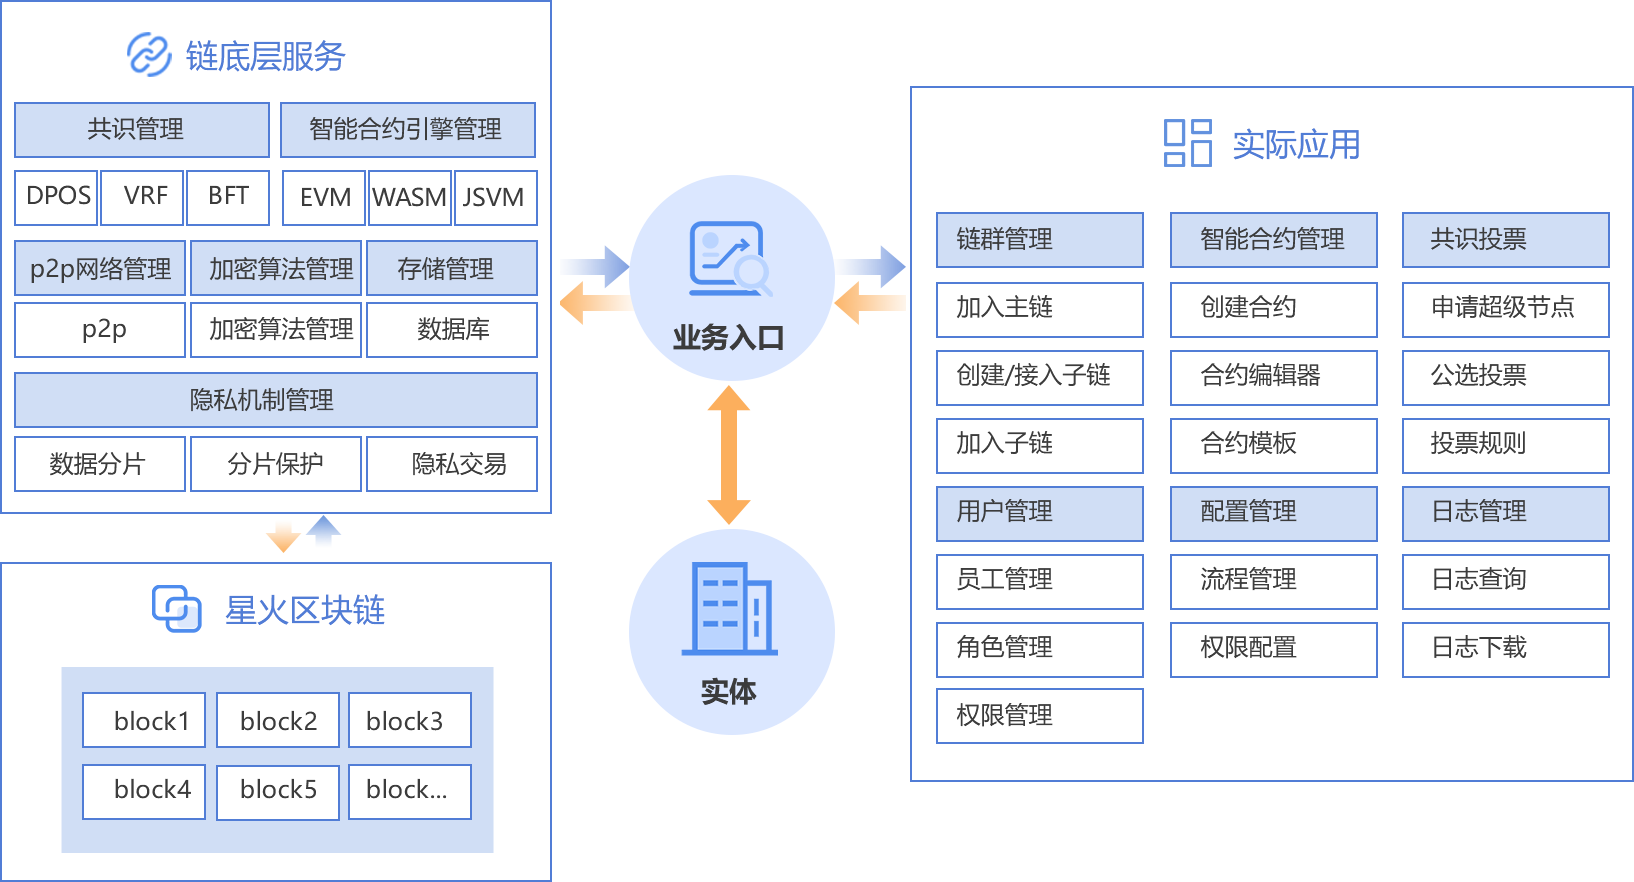 链底层服务
共识管理
智能合约引擎管理
DPOS
VRF
BFT
EVM
WASM
JSVM
p2p网络管理
加密算法管理
存储管理
p2p
加密算法管理
数据库
隐私机制管理
数据分片
分片保护
隐私交易
星火区块链
block1
block2
block3
block4
block5
block...
业务入口
实体
实际应用
链群管理
智能合约管理
共识投票
加入主链
创建合约
申请超级节点
创建/接入子链
合约编辑器
公选投票
加入子链
合约模板
投票规则
用户管理
配置管理
日志管理
员工管理
流程管理
日志查询
角色管理
权限配置
日志下载
权限管理